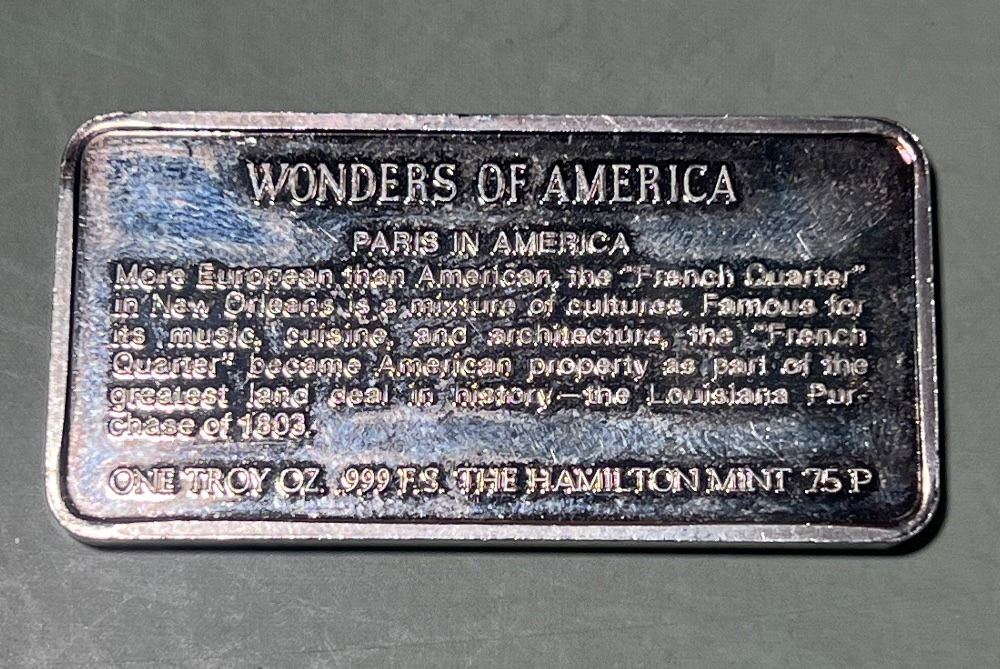 WONDERS OF AMERICA
PARIS IN AMERICA
More European than American, the "French Quarter"
in New Orleans is a mixture of cultures. Famous for
its music, cuisine, and architecture, the "French
Quarter" became American property as part of the
greatest land deal in history—the Louisiana Pur-
chase of 1803.
ONE TROY OZ. .999 F.S. THE HAMILTON MINT '75 P